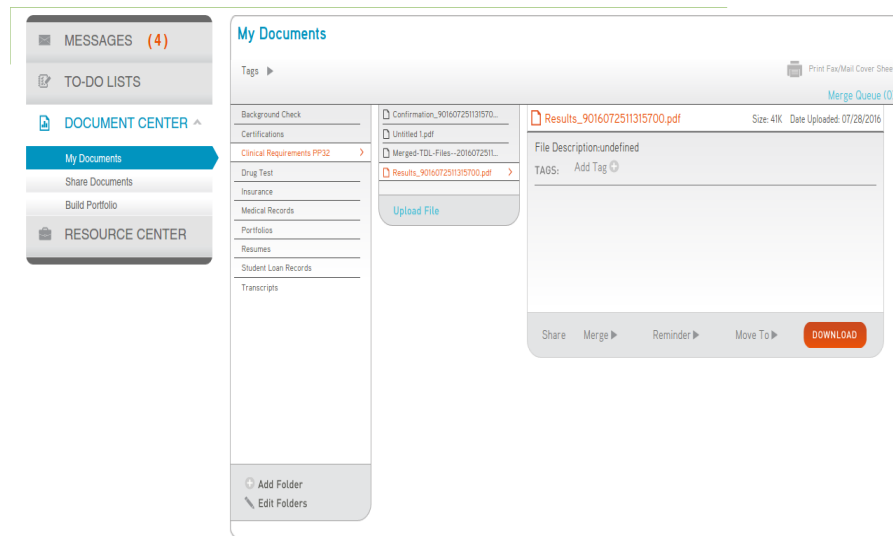 MESSAGES (4)
TO-DO LISTS
DOCUMENT CENTER
My Documents
Share Documents
Build Portfolio
RESOURCE CENTER
My Documents
Tags
Print Fax/Mail Cover Shee
Merge Queue (0
Background Check
Certifications
Clinical Requirements PP32
Drug Test
Insurance
Medical Records
Portfolios
Resumes
Student Loan Records
Transcripts
Add Folder
Edit Folders
Confirmation_901607251131570...
Untitled 1.pdf
Merged-TDL-Files--2016072511...
Results_9016072511315700.pdf
Upload File
Results_9016072511315700.pdf Size: 41K Date Uploaded: 07/28/2016
File Description:undefined
TAGS: Add Tag
Share Merge Reminder Move To DOWNLOAD